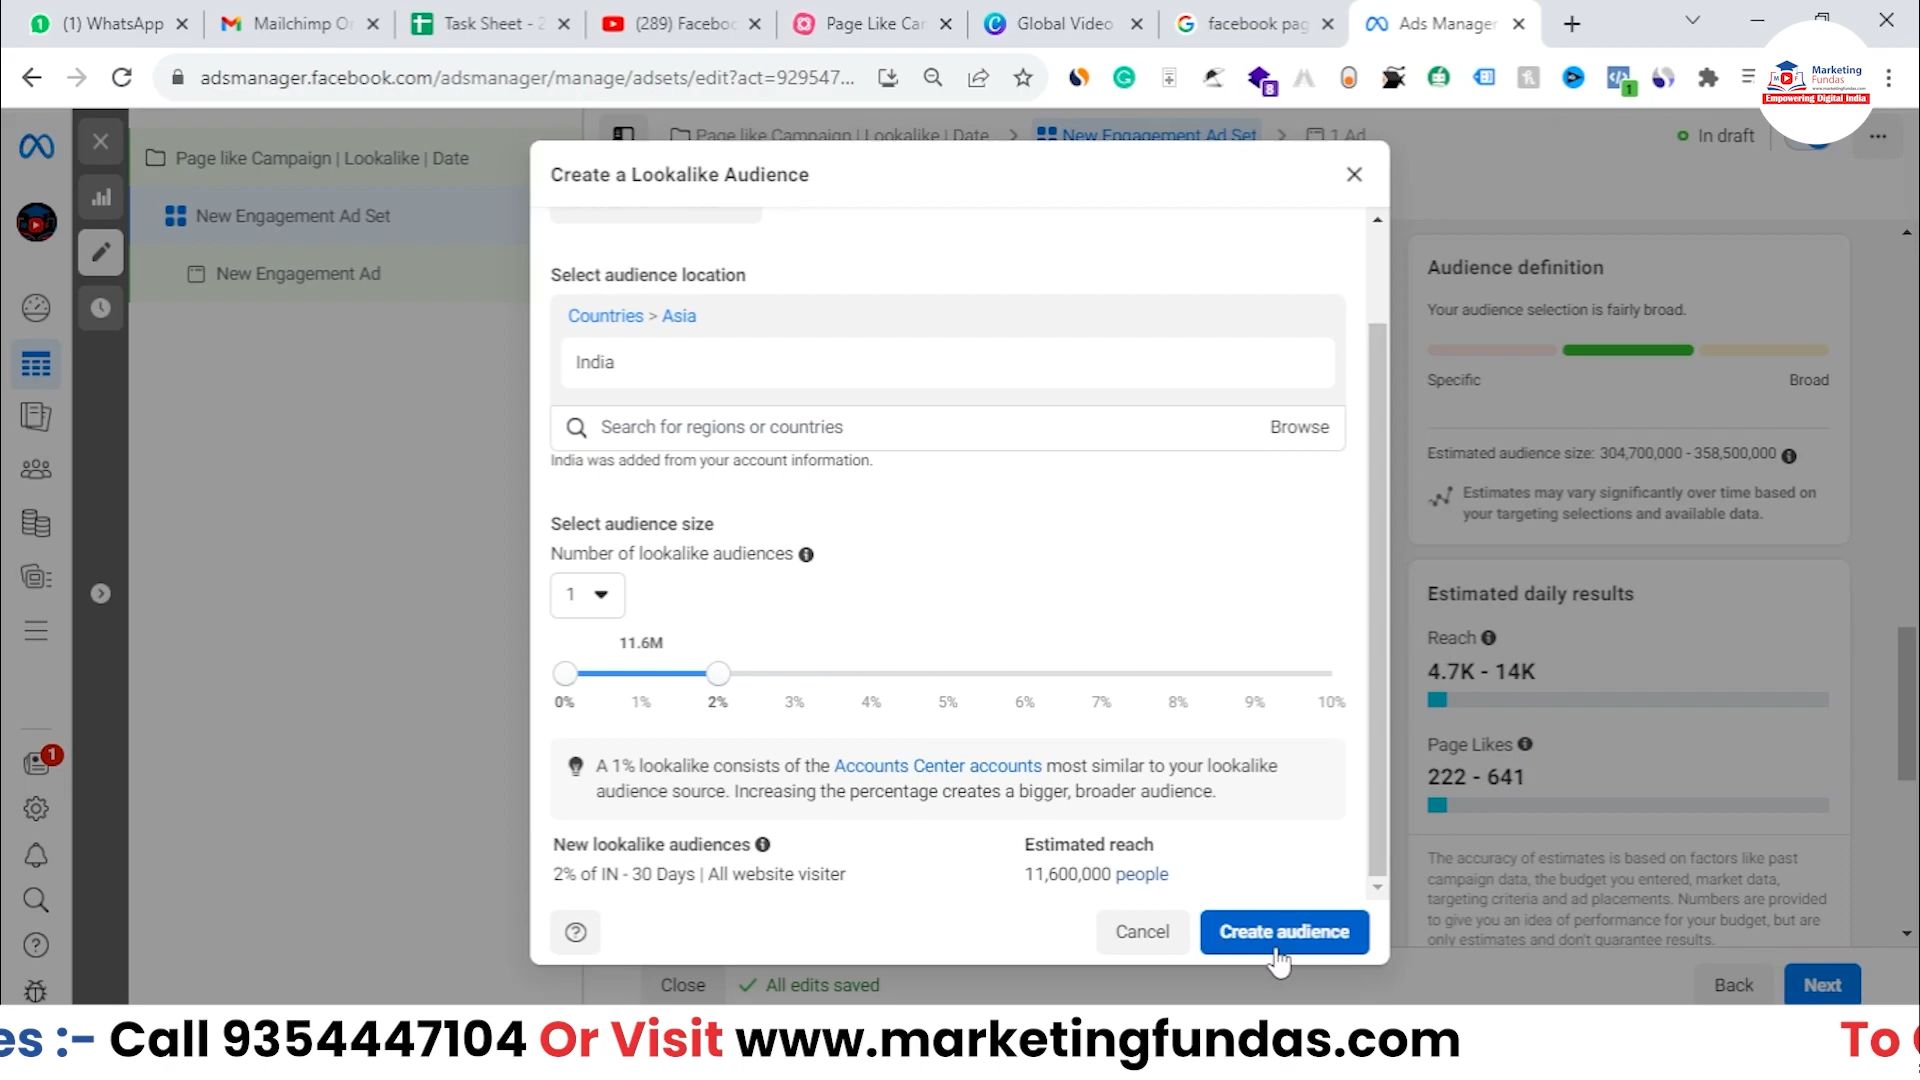 (1) WhatsApp
Mailchimp Or
Task Sheet - 2
(289) Faceboo
Page Like Car
Global Video
facebook pag
Ads Manager
adsmanager.facebook.com/adsmanager/manage/adsets/edit?act=929547...
8
1
Marketing
Fundas
www.marketingfundas.com
Empowering Digital India
Page like Campaign | Lookalike | Date
New Engagement Ad Set
New Engagement Ad
Page like Campaign | Lookalike | Date > New Engagement Ad Set > 1 Ad
In draft
Create a Lookalike Audience
Select audience location
Countries > Asia
India
Search for regions or countries
Browse
India was added from your account information.
Select audience size
Number of lookalike audiences
1
11.6M
0% 1% 2% 3% 4% 5% 6% 7% 8% 9% 10%
A 1% lookalike consists of the Accounts Center accounts most similar to your lookalike
audience source. Increasing the percentage creates a bigger, broader audience.
New lookalike audiences
Estimated reach
2% of IN - 30 Days | All website visiter
11,600,000 people
Cancel
Create audience
Audience definition
Your audience selection is fairly broad.
Specific
Broad
Estimated audience size: 304,700,000 - 358,500,000
Estimates may vary significantly over time based on
your targeting selections and available data.
Estimated daily results
Reach
4.7K - 14K
Page Likes
222 - 641
The accuracy of estimates is based on factors like past
campaign data, the budget you entered, market data,
targeting criteria and ad placements. Numbers are provided
to give you an idea of performance for your budget, but are
only estimates and don't guarantee results.
1
Close
All edits saved
Back
Next
es :- Call 9354447104 Or Visit www.marketingfundas.com
To